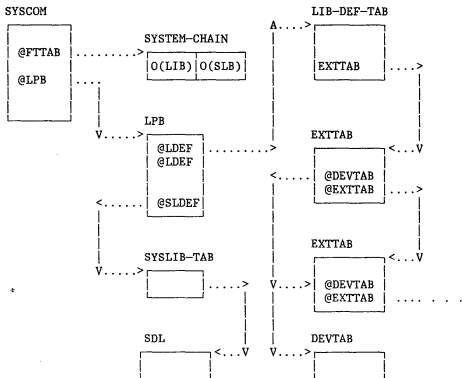 SYSCOM
LIB-DEF-TAB
SYSTEM-CHAIN
@FTTAB
O(LIB) O(SLB)
EXTTAB
@LPB
LPB
EXTTAB
@LDEF
@LDEF
@DEVTAB
@EXTTAB
@SLDEF
EXTTAB
SYSLIB-TAB
@DEVTAB
@EXTTAB
SDL
DEVTAB